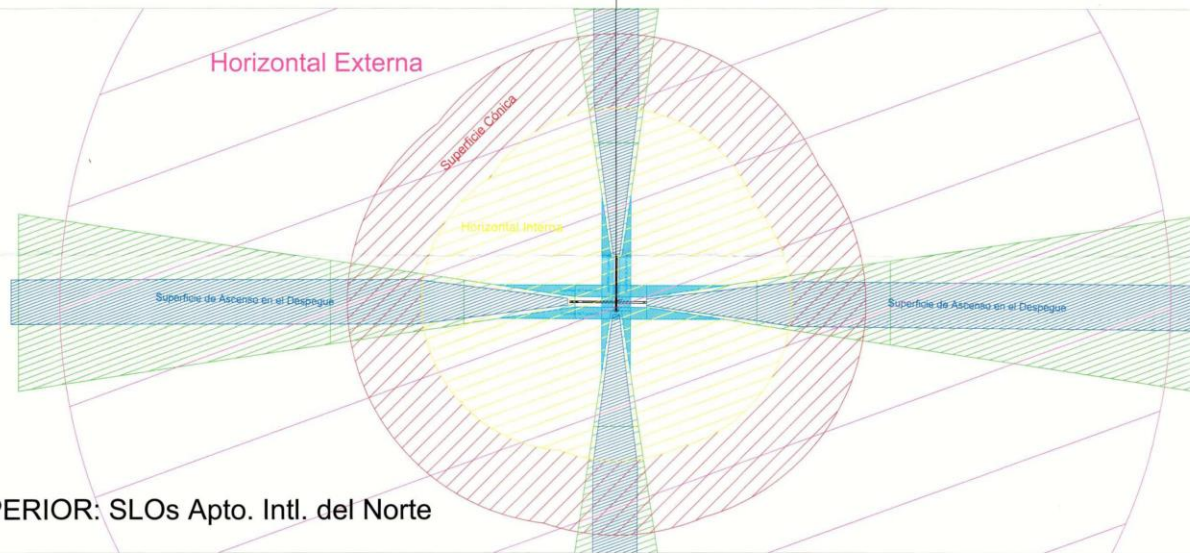 Horizontal Externa
Superficie Cónica
Horizontal Interna
Superficie de Ascenso en el Despegue
Superficie de Ascenso en el Despegue
PERIOR: SLOs Apto. Intl. del Norte